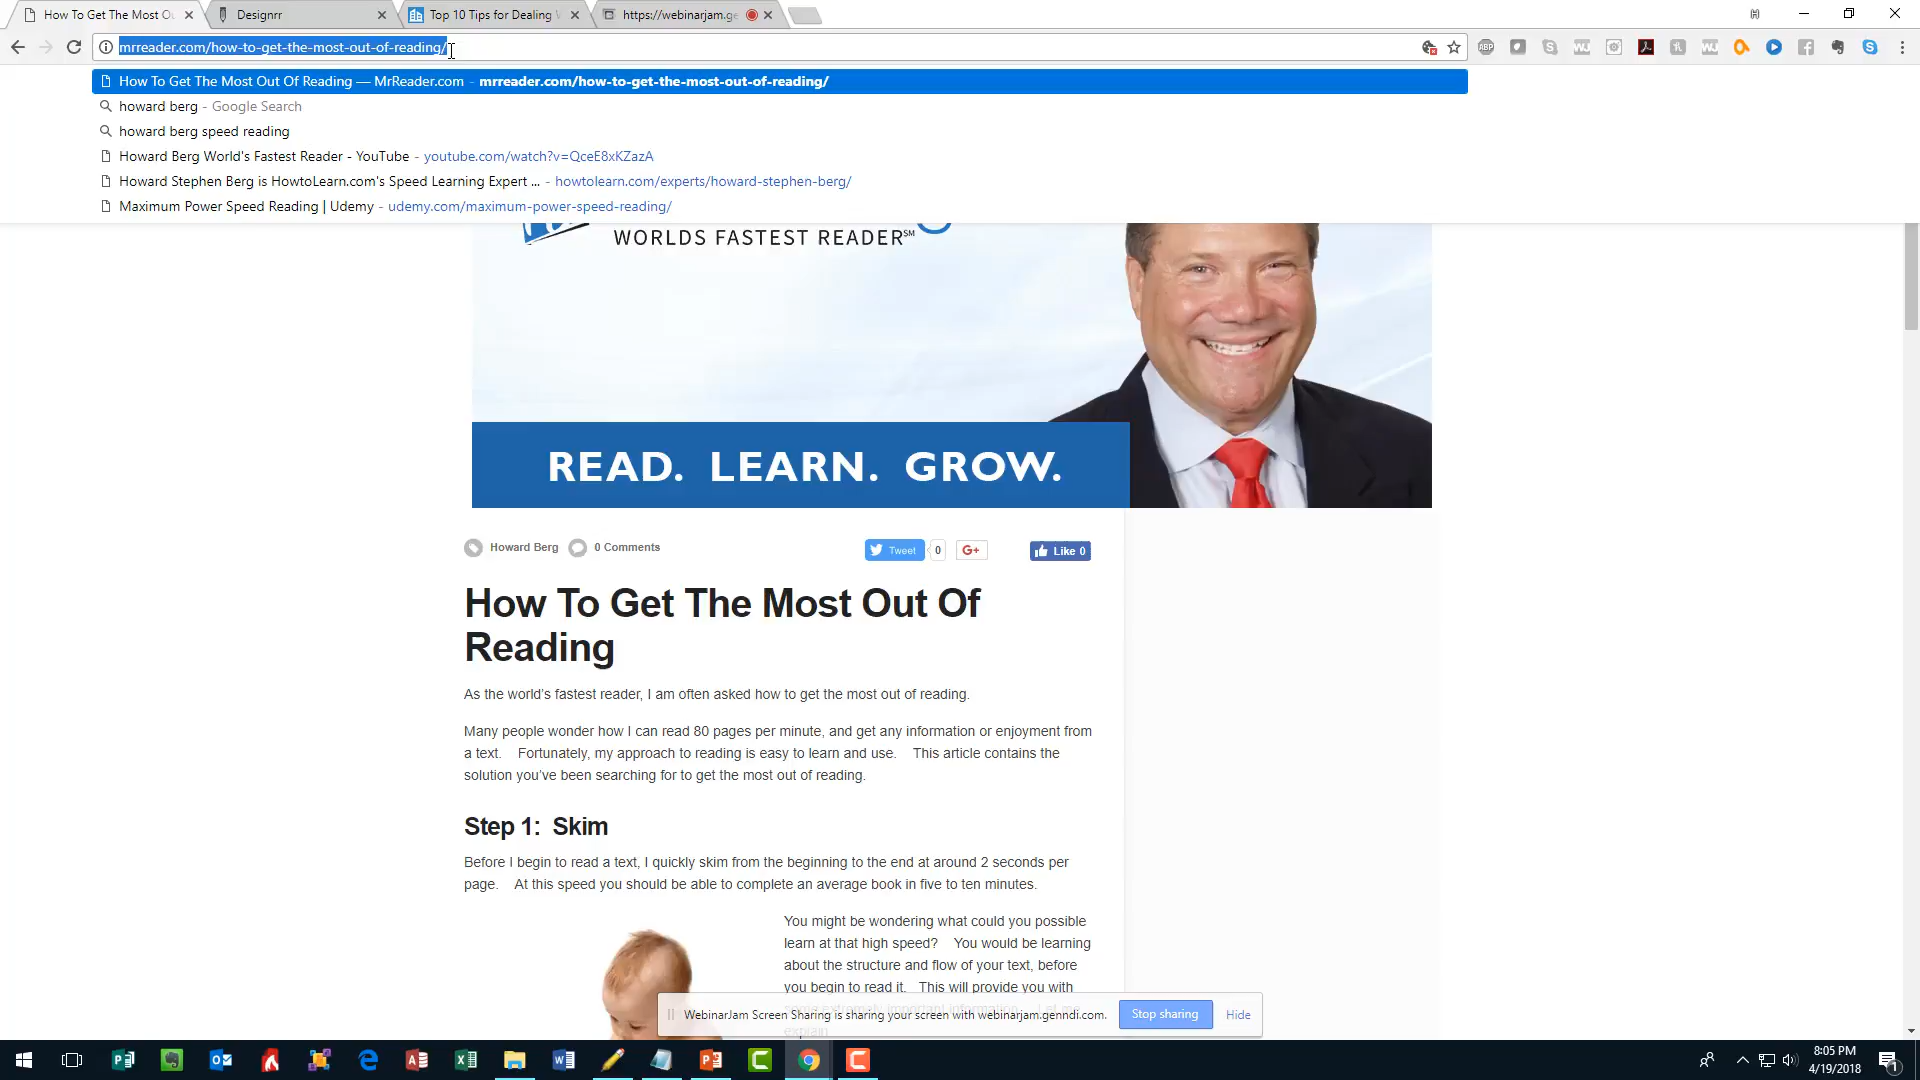 How To Get The Most Ou
Designrr
Top 10 Tips for Dealing W
https://webinarjam.ge
mrreader.com/how-to-get-the-most-out-of-reading/
How To Get The Most Out Of Reading — MrReader.com - mrreader.com/how-to-get-the-most-out-of-reading/
howard berg - Google Search
howard berg speed reading
Howard Berg World's Fastest Reader - YouTube - youtube.com/watch?v=QceE8xKZazA
Howard Stephen Berg is HowtoLearn.com's Speed Learning Expert ... - howtolearn.com/experts/howard-stephen-berg/
Maximum Power Speed Reading | Udemy - udemy.com/maximum-power-speed-reading/
WORLDS FASTEST READER℠
READ. LEARN. GROW.
Howard Berg 0 Comments
Tweet 0 G+ Like 0
How To Get The Most Out Of
Reading
As the world's fastest reader, I am often asked how to get the most out of reading.
Many people wonder how I can read 80 pages per minute, and get any information or enjoyment from
a text. Fortunately, my approach to reading is easy to learn and use. This article contains the
solution you've been searching for to get the most out of reading.
Step 1: Skim
Before I begin to read a text, I quickly skim from the beginning to the end at around 2 seconds per
page. At this speed you should be able to complete an average book in five to ten minutes.
You might be wondering what could you possible
learn at that high speed? You would be learning
about the structure and flow of your text, before
you begin to read it. This will provide you with
explain
WebinarJam Screen Sharing is sharing your screen with webinarjam.genndi.com. Stop sharing Hide
8:05 PM
4/19/2018